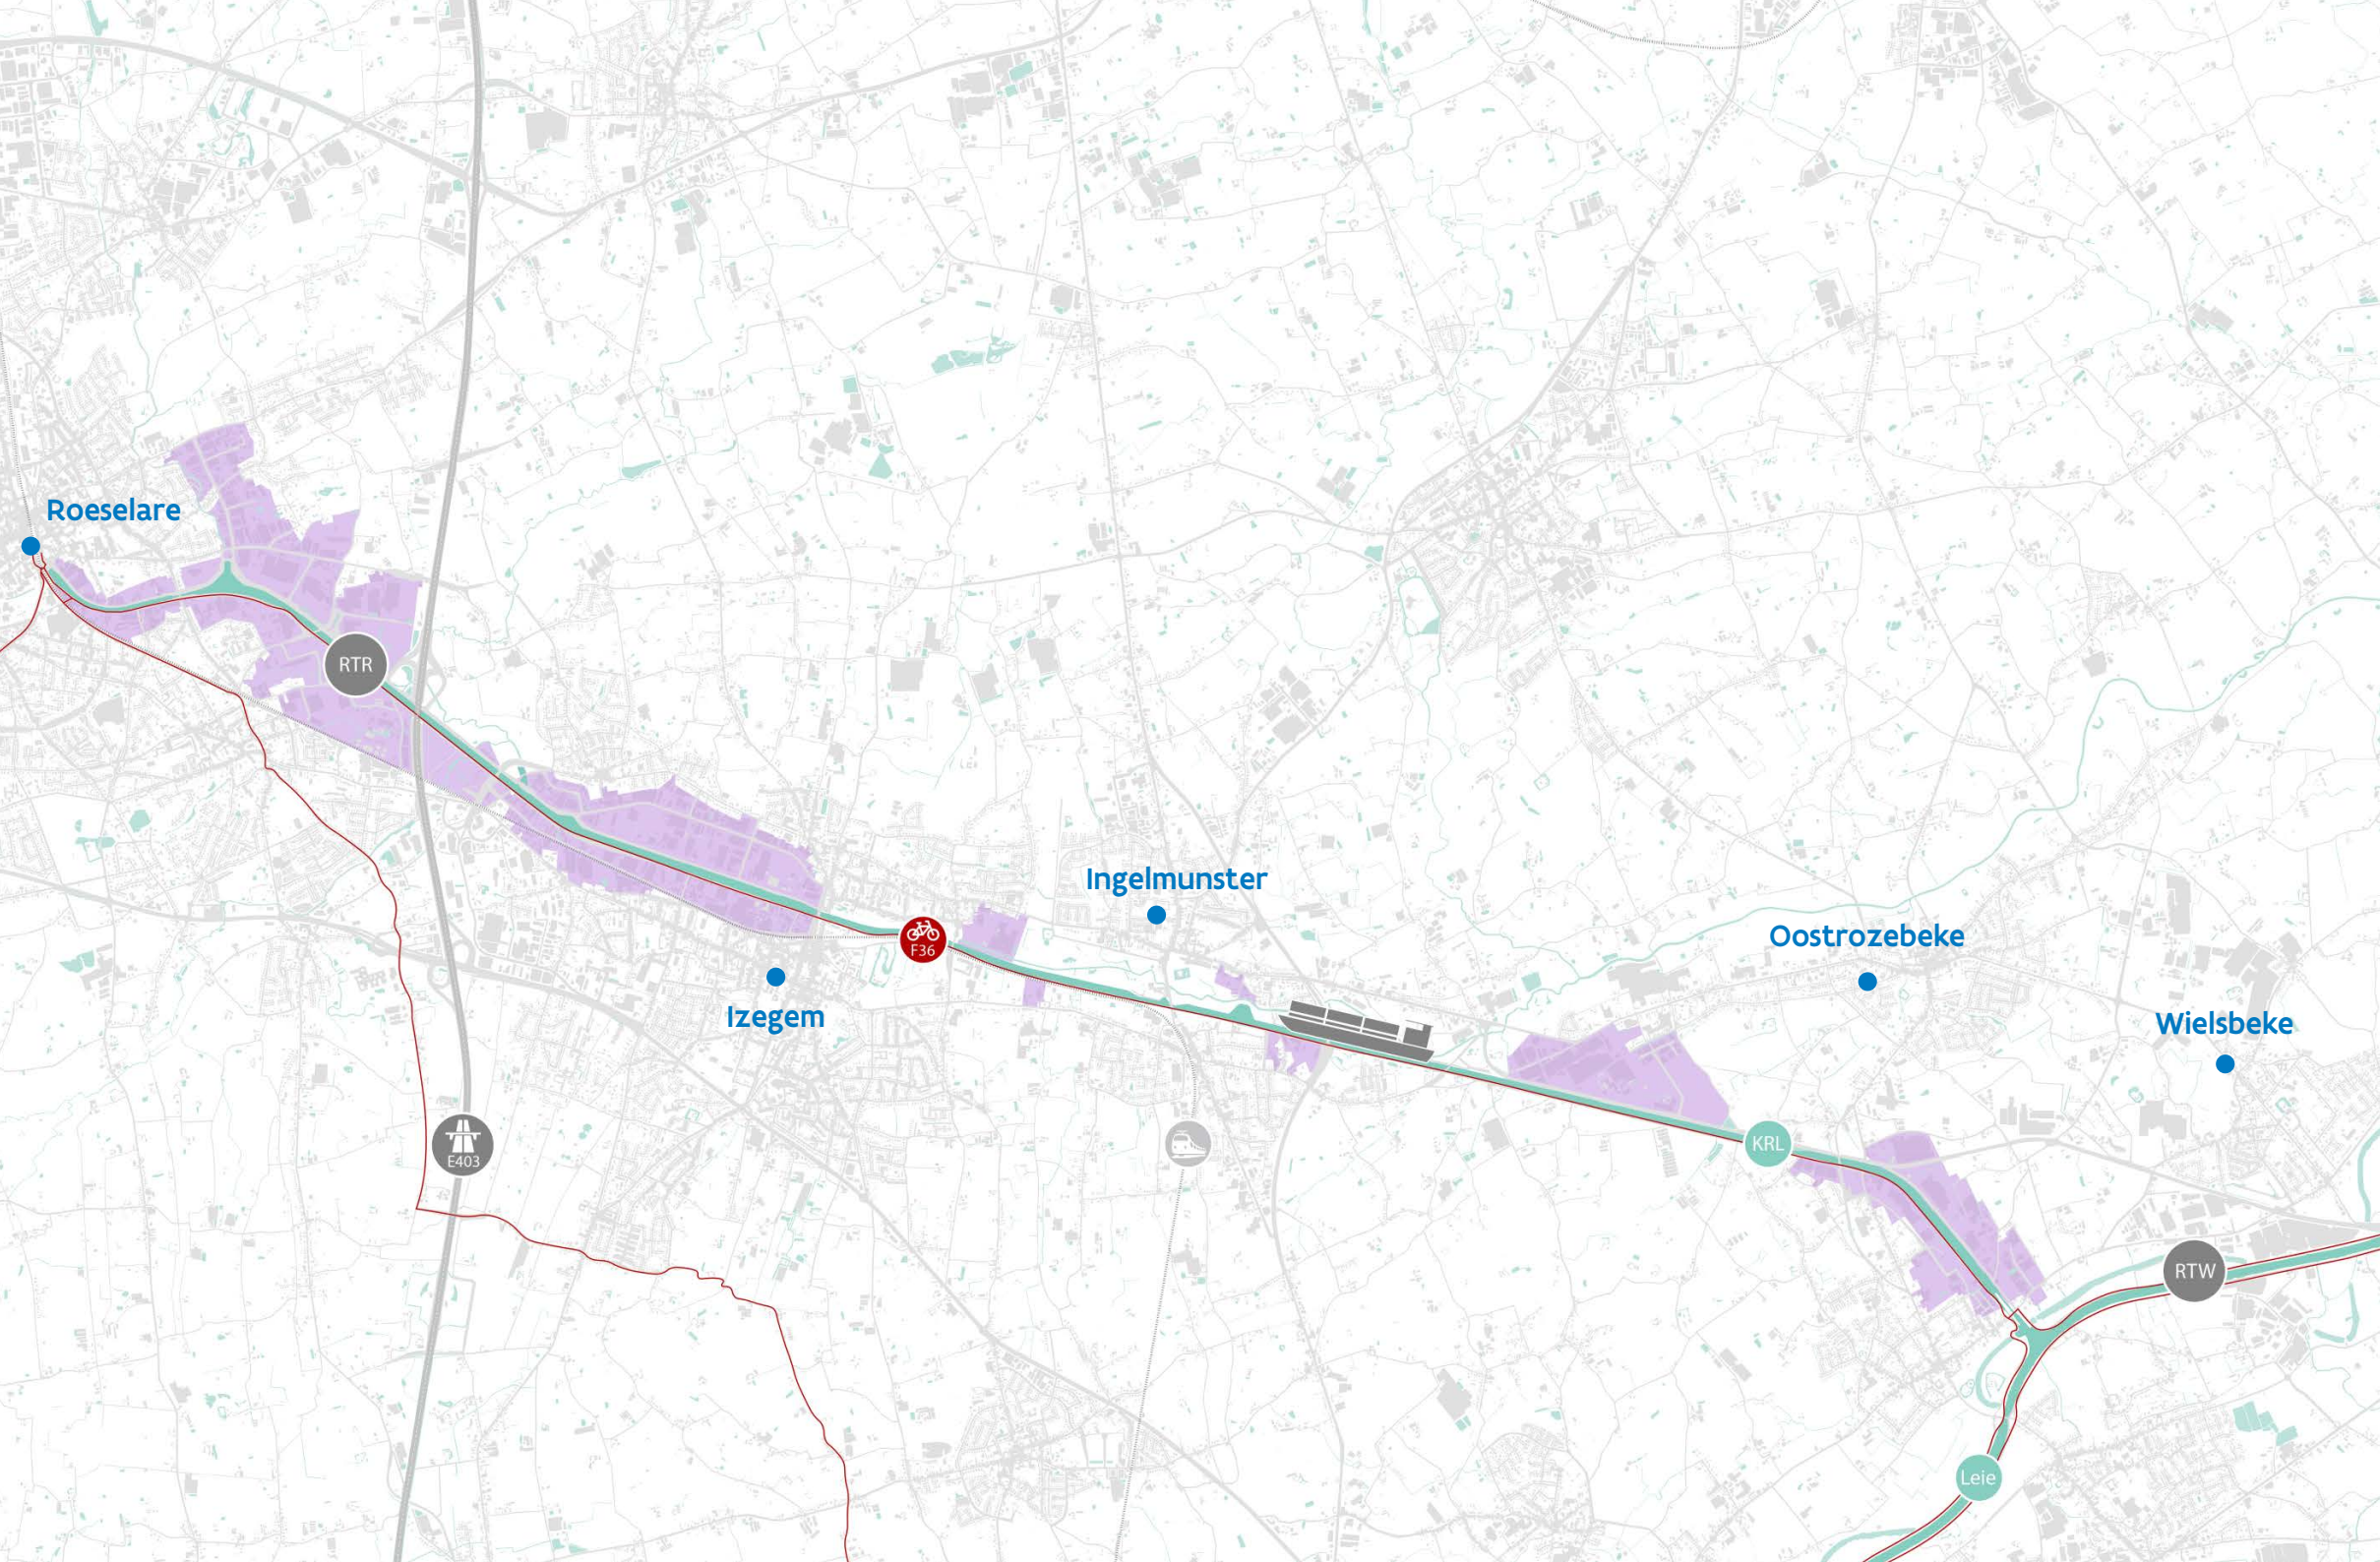 Roeselare
RTR
Ingelmunster
F36
Oostrozebeke
Izegem
Wielsbeke
E403
KRL
RTW
Leie